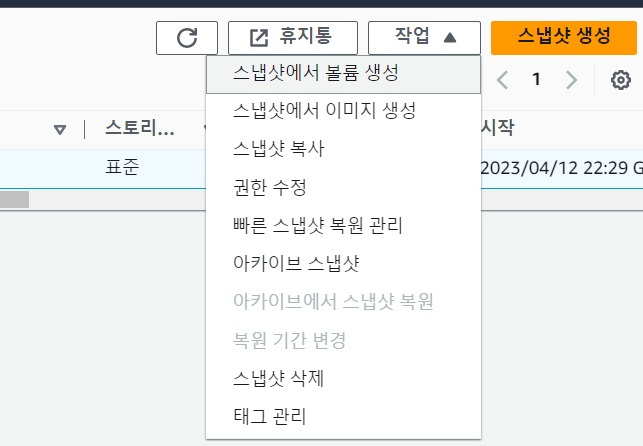 휴지통
작업
스냅샷 생성
스냅샷에서 볼륨 생성
1
스냅샷에서 이미지 생성
스토리...
시작
스냅샷 복사
표준
2023/04/12 22:29 G
권한 수정
빠른 스냅샷 복원 관리
아카이브 스냅샷
아카이브에서 스냅샷 복원
복원 기간 변경
스냅샷 삭제
태그 관리